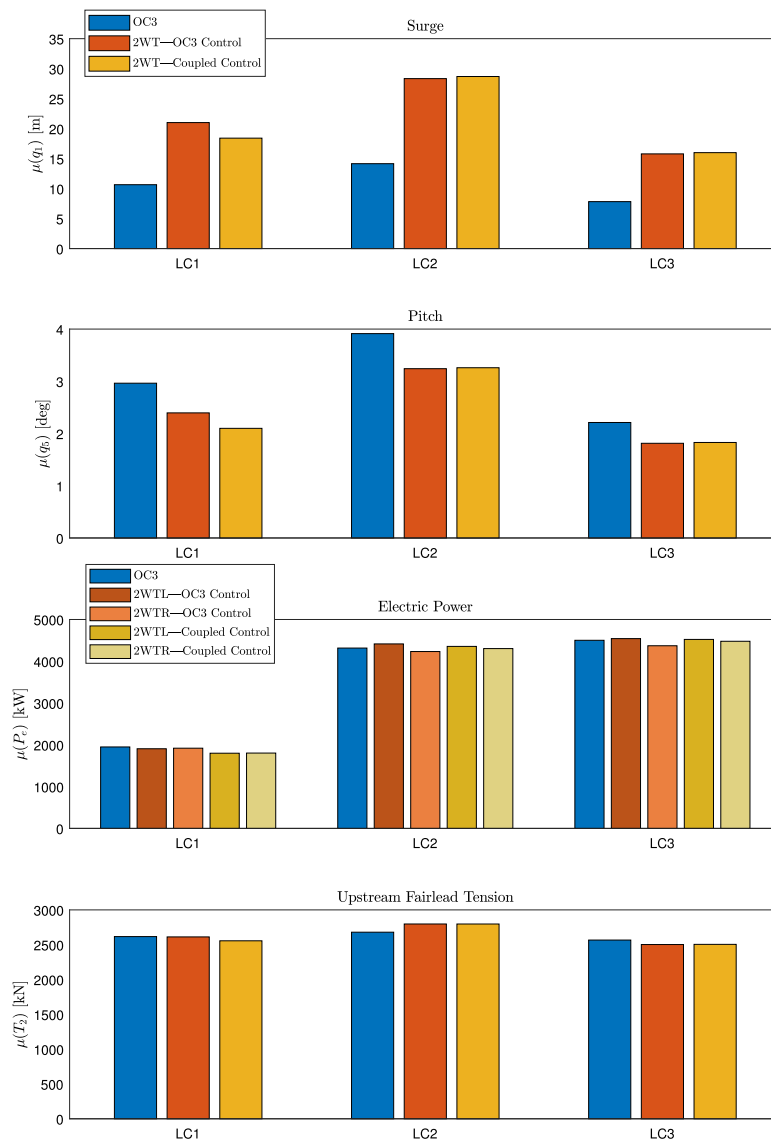 OC3
2WT—OC3 Control
2WT—Coupled Control
Surge
μ(q₁) [m]
35
30
25
20
15
10
5
0
LC1 LC2 LC3
Pitch
μ(q₅) [deg]
4
3
2
1
0
LC1 LC2 LC3
OC3
2WTL—OC3 Control
2WTR—OC3 Control
2WTL—Coupled Control
2WTR—Coupled Control
Electric Power
μ(Pₑ) [kW]
5000
4000
3000
2000
1000
0
LC1 LC2 LC3
Upstream Fairlead Tension
μ(T₂) [kN]
3000
2500
2000
1500
1000
500
0
LC1 LC2 LC3